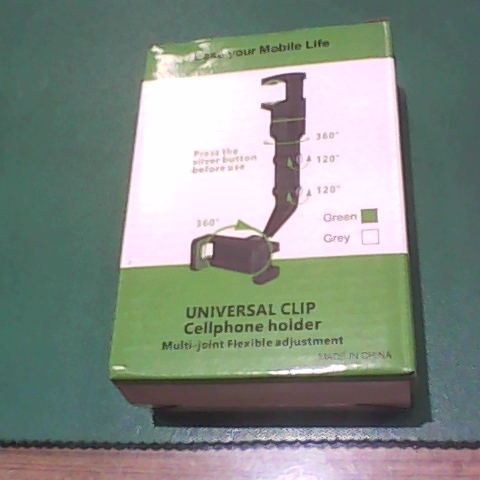 Ease your Mobile Life
360°
Press the
silver button
before use
120°
120°
360°
Green
Grey
UNIVERSAL CLIP
Cellphone holder
Multi-joint Flexible adjustment
MADE IN CHINA